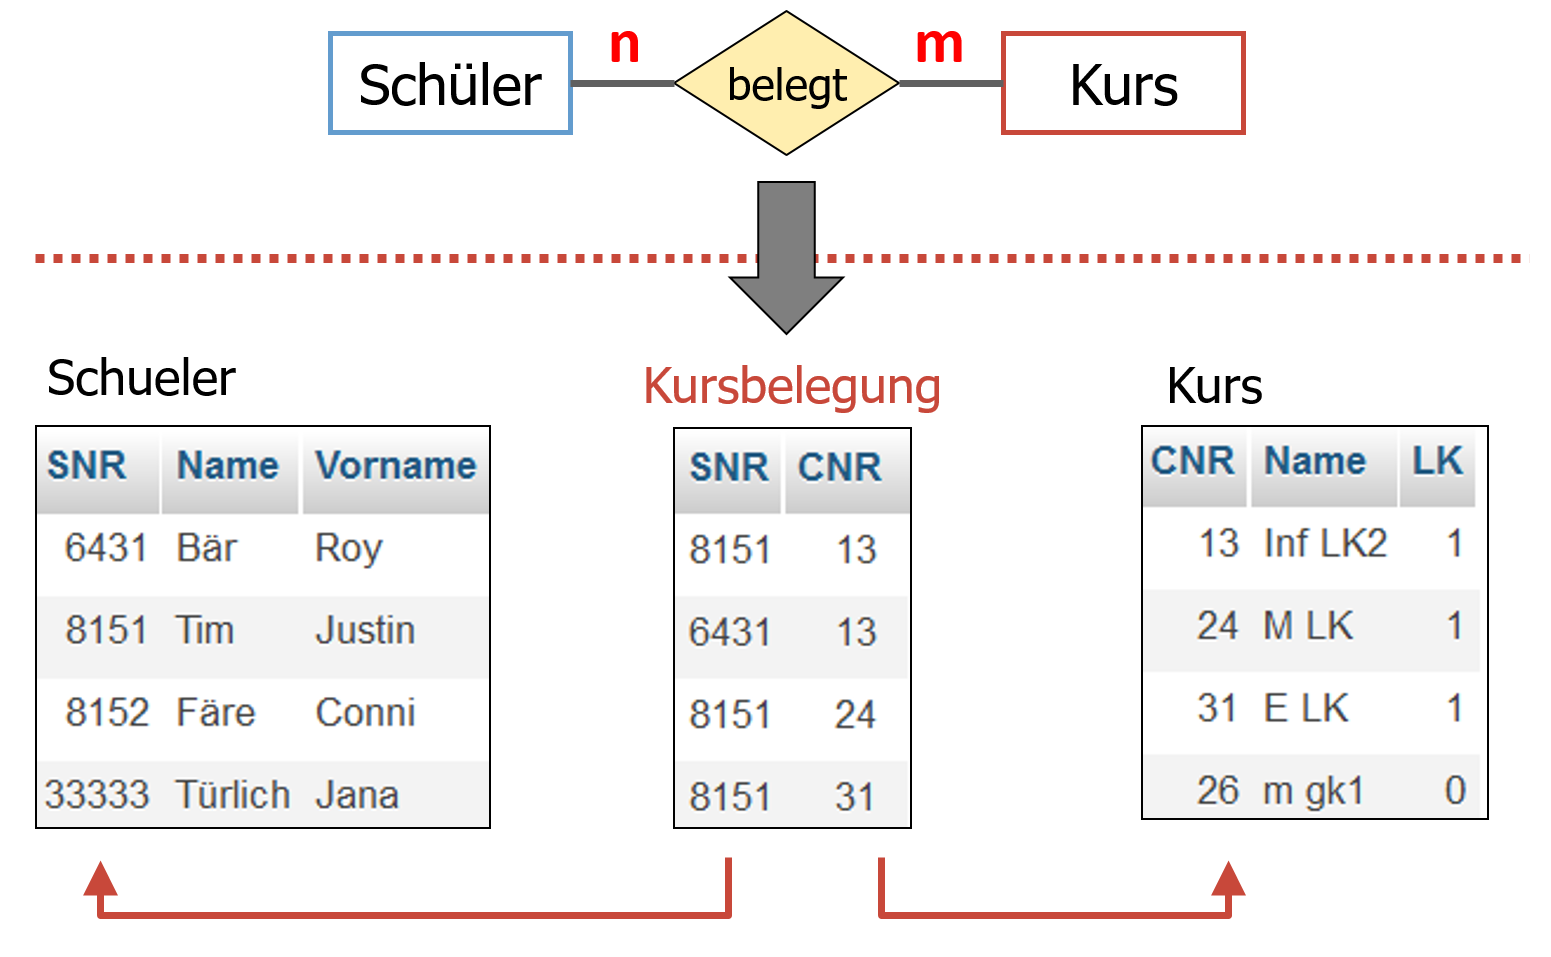 Schüler n belegt m Kurs
Schueler
Kursbelegung
Kurs
SNR Name Vorname
6431 Bär Roy
8151 Tim Justin
8152 Färe Conni
33333 Türlich Jana
SNR CNR
8151 13
6431 13
8151 24
8151 31
CNR Name LK
13 Inf LK2 1
24 M LK 1
31 E LK 1
26 m gk1 0